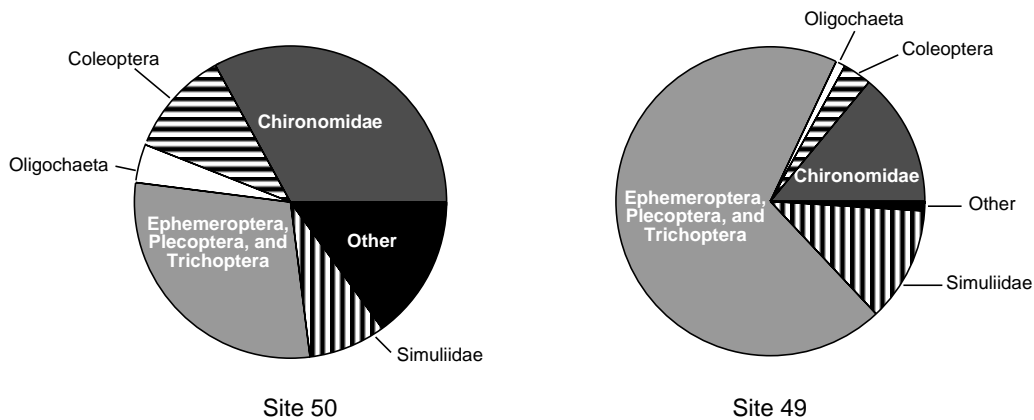 Coleoptera
Chironomidae
Oligochaeta
Ephemeroptera,
Plecoptera, and
Trichoptera
Other
Simuliidae
Site 50
Oligochaeta
Coleoptera
Chironomidae
Ephemeroptera,
Plecoptera, and
Trichoptera
Other
Simuliidae
Site 49